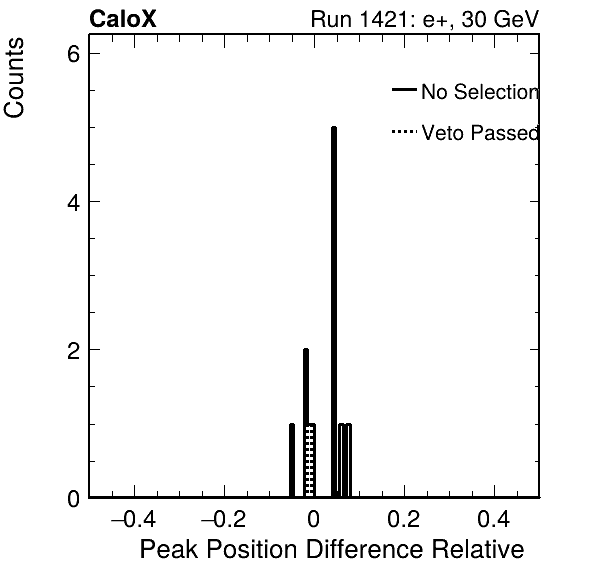 CaloX
Run 1421: e+, 30 GeV
Counts
No Selection
Veto Passed
6
4
2
0
−0.4
−0.2
0
0.2
0.4
Peak Position Difference Relative